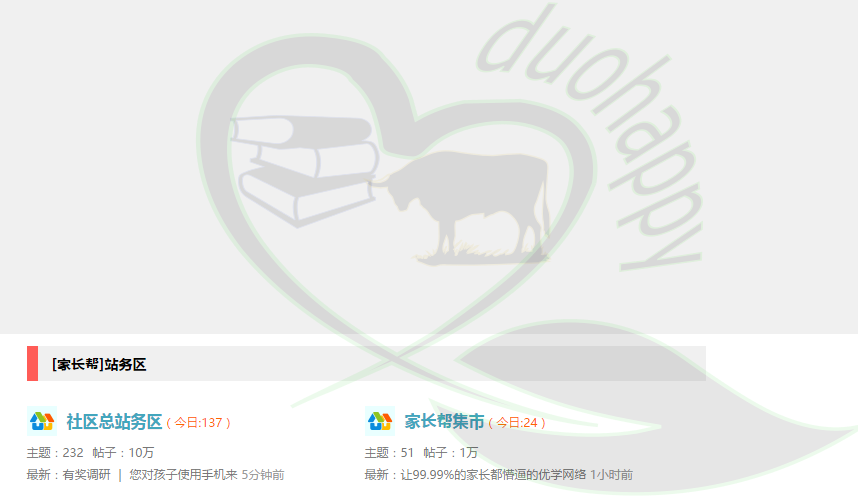 duohappy
[家长帮]站务区
社区总站务区 ( 今日:137 )
家长帮集市 ( 今日:24 )
主题：232 帖子：10万
主题：51 帖子：1万
最新：有奖调研 | 您对孩子使用手机来 5分钟前
最新：让99.99%的家长都懵逼的优学网络 1小时前